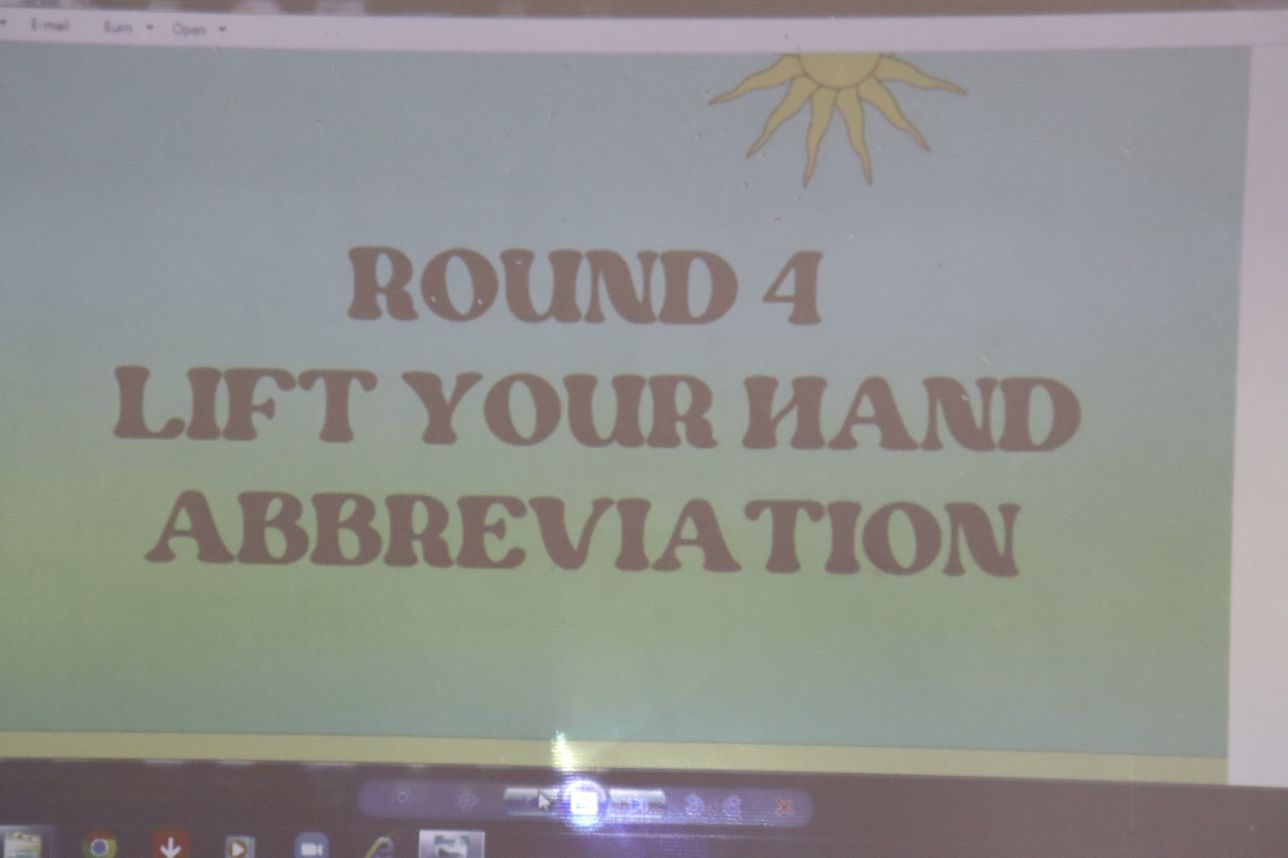 E-mail Burn Open
ROUND 4
LIFT YOUR HAND
ABBREVIATION